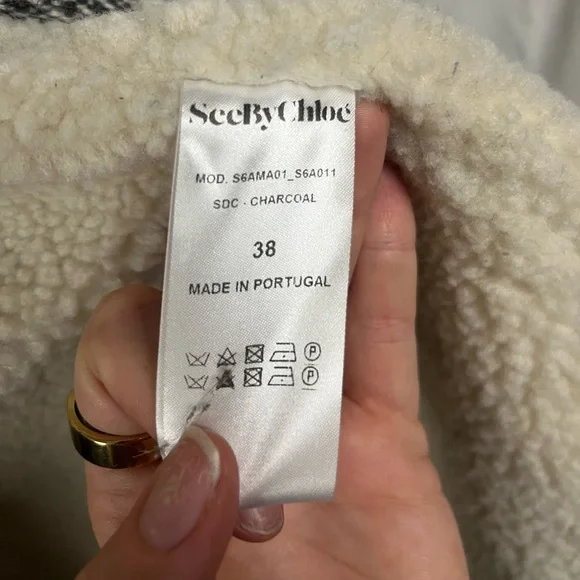 SeeByChloé
MOD. S6AMA01_S6A011
SDC - CHARCOAL
38
MADE IN PORTUGAL
P
P